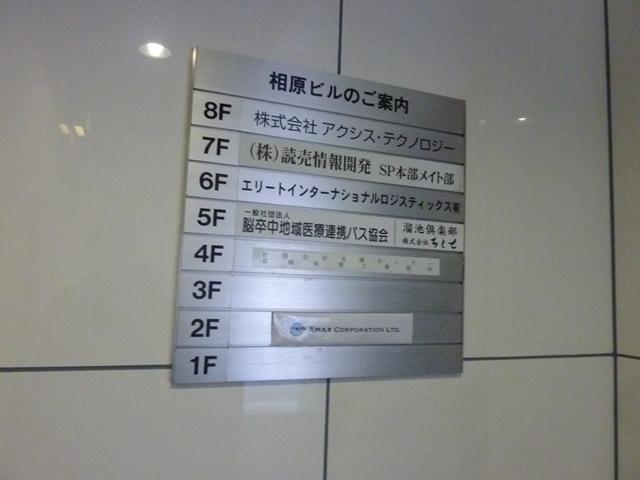 相原ビルのご案内
8F 株式会社 アクシス・テクノロジー
7F (株)読売情報開発 SP本部メイト部
6F エリートインターナショナルロジスティックス㈲
5F 一般社団法人
脳卒中地域医療連携パス協会
溜池倶楽部
株式会社 ちとせ
4F
3F
2F AMAX CORPORATION LTD.
1F